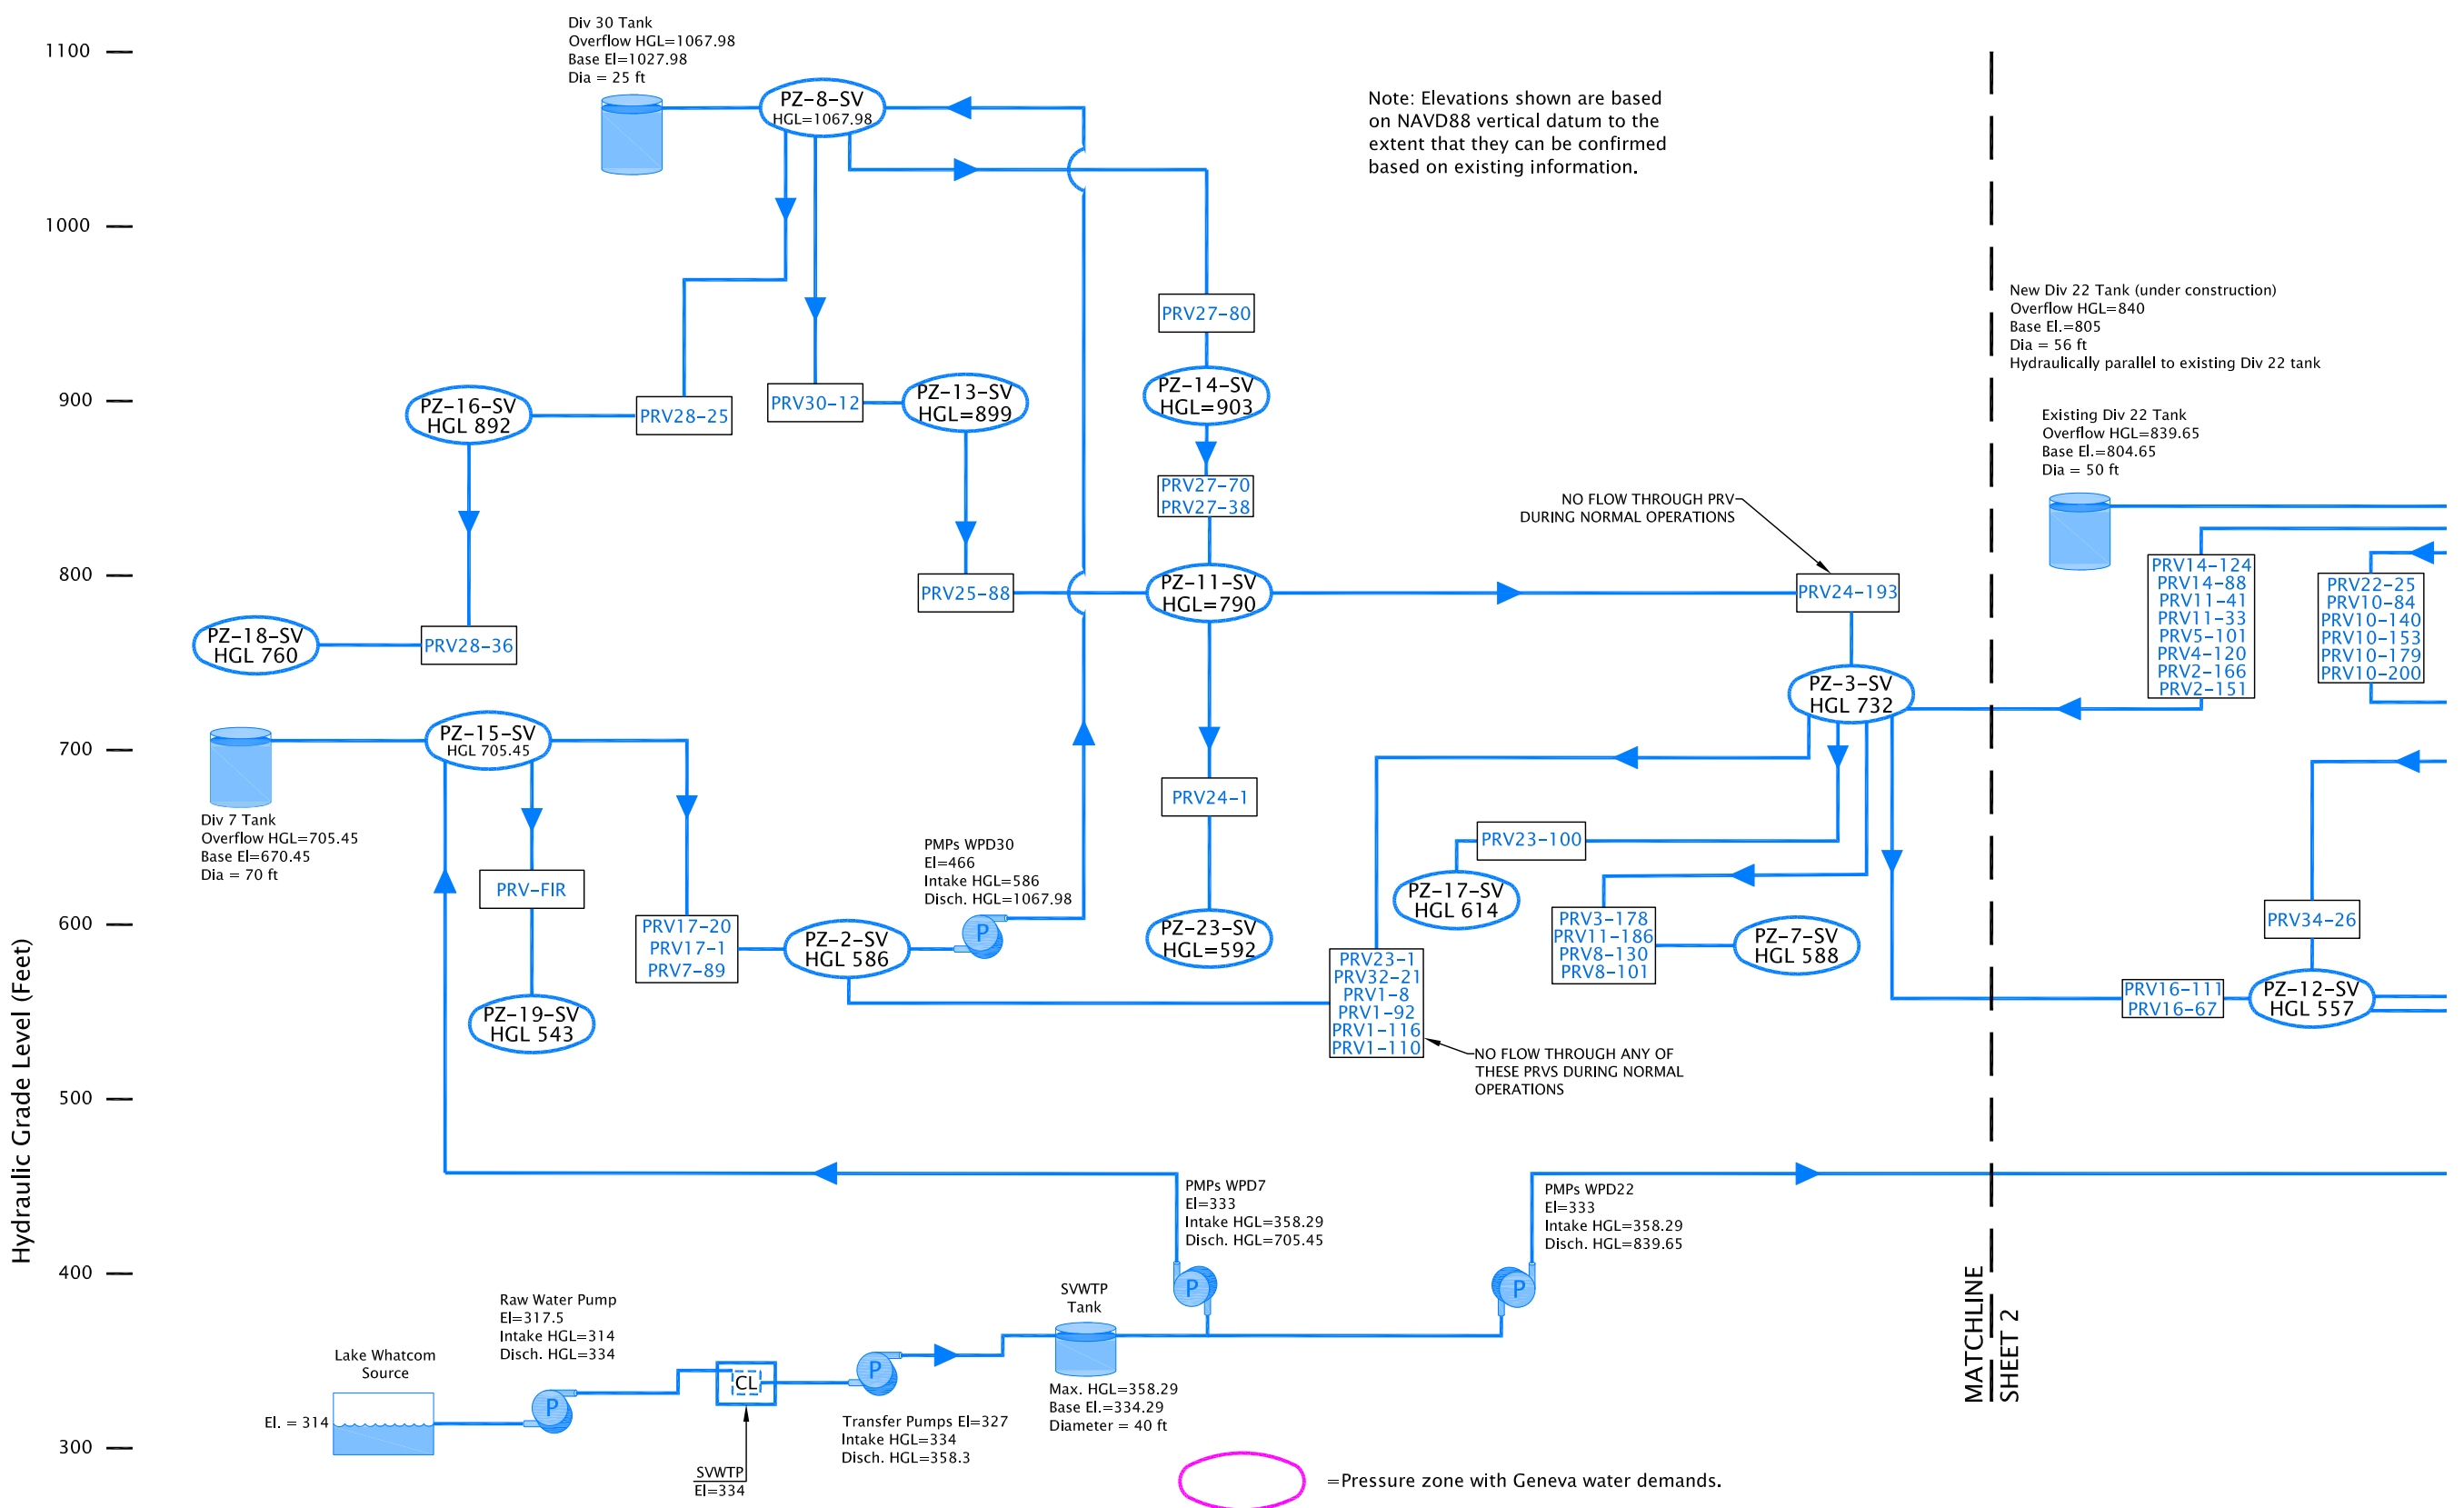 Div 30 Tank
Overflow HGL=1067.98
Base El=1027.98
Dia = 25 ft
1100
PZ-8-SV
HGL=1067.98
Note: Elevations shown are based
on NAVD88 vertical datum to the
extent that they can be confirmed
based on existing information.
1000
PRV27-80
New Div 22 Tank (under construction)
Overflow HGL=840
Base El.=805
Dia = 56 ft
Hydraulically parallel to existing Div 22 tank
900
PZ-16-SV
HGL 892
PRV28-25
PRV30-12
PZ-13-SV
HGL=899
PZ-14-SV
HGL=903
Existing Div 22 Tank
Overflow HGL=839.65
Base El.=804.65
Dia = 50 ft
PRV27-70
PRV27-38
NO FLOW THROUGH PRV
DURING NORMAL OPERATIONS
800
PRV25-88
PZ-11-SV
HGL=790
PRV24-193
PRV14-124
PRV14-88
PRV11-41
PRV11-33
PRV5-101
PRV4-120
PRV2-166
PRV2-151
PRV22-25
PRV10-84
PRV10-140
PRV10-153
PRV10-179
PRV10-200
PZ-18-SV
HGL 760
PRV28-36
PZ-3-SV
HGL 732
700
PZ-15-SV
HGL 705.45
Div 7 Tank
Overflow HGL=705.45
Base El=670.45
Dia = 70 ft
PRV24-1
PRV23-100
PMPs WPD30
El=466
Intake HGL=586
Disch. HGL=1067.98
PRV-FIR
PZ-17-SV
HGL 614
600
PRV17-20
PRV17-1
PRV7-89
PZ-2-SV
HGL 586
P
PZ-23-SV
HGL=592
PRV3-178
PRV11-186
PRV8-130
PRV8-101
PZ-7-SV
HGL 588
PRV34-26
PRV23-1
PRV32-21
PRV1-8
PRV1-92
PRV1-116
PRV1-110
PRV16-111
PRV16-67
PZ-12-SV
HGL 557
PZ-19-SV
HGL 543
NO FLOW THROUGH ANY OF
THESE PRVS DURING NORMAL
OPERATIONS
500
Hydraulic Grade Level (Feet)
PMPs WPD7
El=333
Intake HGL=358.29
Disch. HGL=705.45
PMPs WPD22
El=333
Intake HGL=358.29
Disch. HGL=839.65
400
P
P
SVWTP
Tank
Raw Water Pump
El=317.5
Intake HGL=314
Disch. HGL=334
Lake Whatcom
Source
El. = 314
P
CL
P
Max. HGL=358.29
Base El.=334.29
Diameter = 40 ft
Transfer Pumps El=327
Intake HGL=334
Disch. HGL=358.3
MATCHLINE
SHEET 2
300
SVWTP
El=334
=Pressure zone with Geneva water demands.